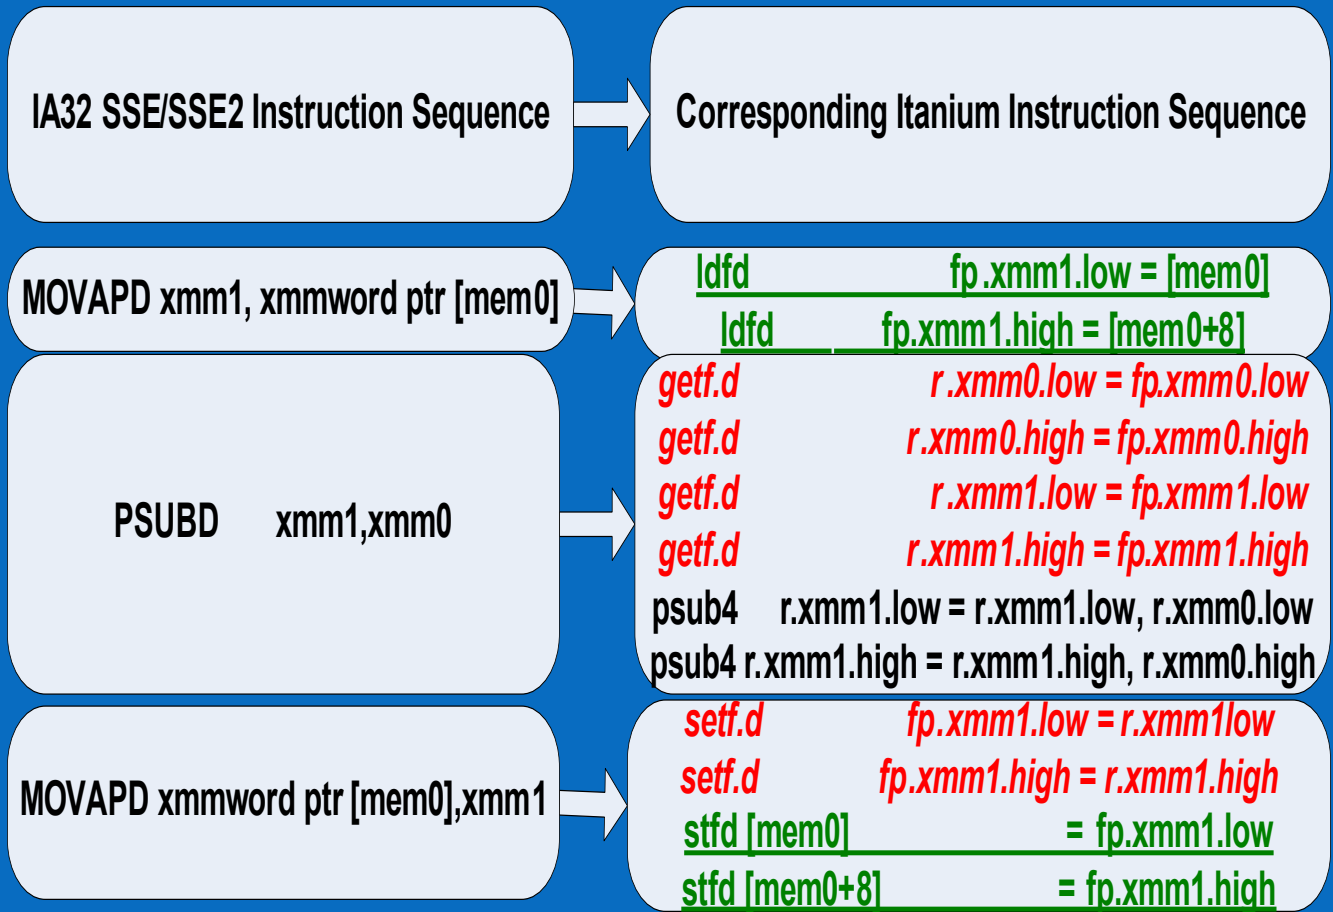 IA32 SSE/SSE2 Instruction Sequence
Corresponding Itanium Instruction Sequence
MOVAPD xmm1, xmmword ptr [mem0]
ldfd fp.xmm1.low = [mem0]
ldfd fp.xmm1.high = [mem0+8]
PSUBD xmm1,xmm0
getf.d r.xmm0.low = fp.xmm0.low
getf.d r.xmm0.high = fp.xmm0.high
getf.d r.xmm1.low = fp.xmm1.low
getf.d r.xmm1.high = fp.xmm1.high
psub4 r.xmm1.low = r.xmm1.low, r.xmm0.low
psub4 r.xmm1.high = r.xmm1.high, r.xmm0.high
MOVAPD xmmword ptr [mem0],xmm1
setf.d fp.xmm1.low = r.xmm1low
setf.d fp.xmm1.high = r.xmm1.high
stfd [mem0] = fp.xmm1.low
stfd [mem0+8] = fp.xmm1.high